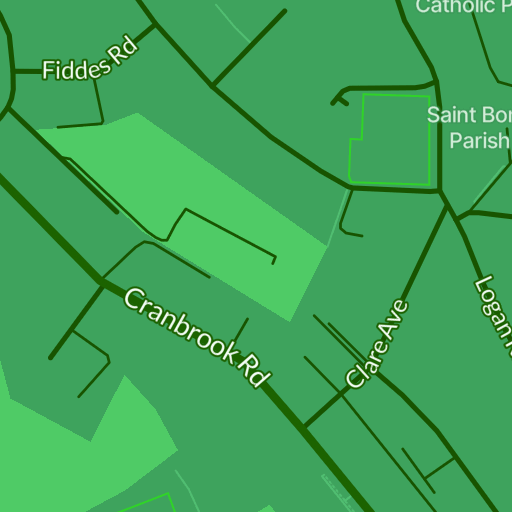 Catholic P
Fiddes Rd
Saint Bon
Parish
Cranbrook Rd
Clare Ave
Logan